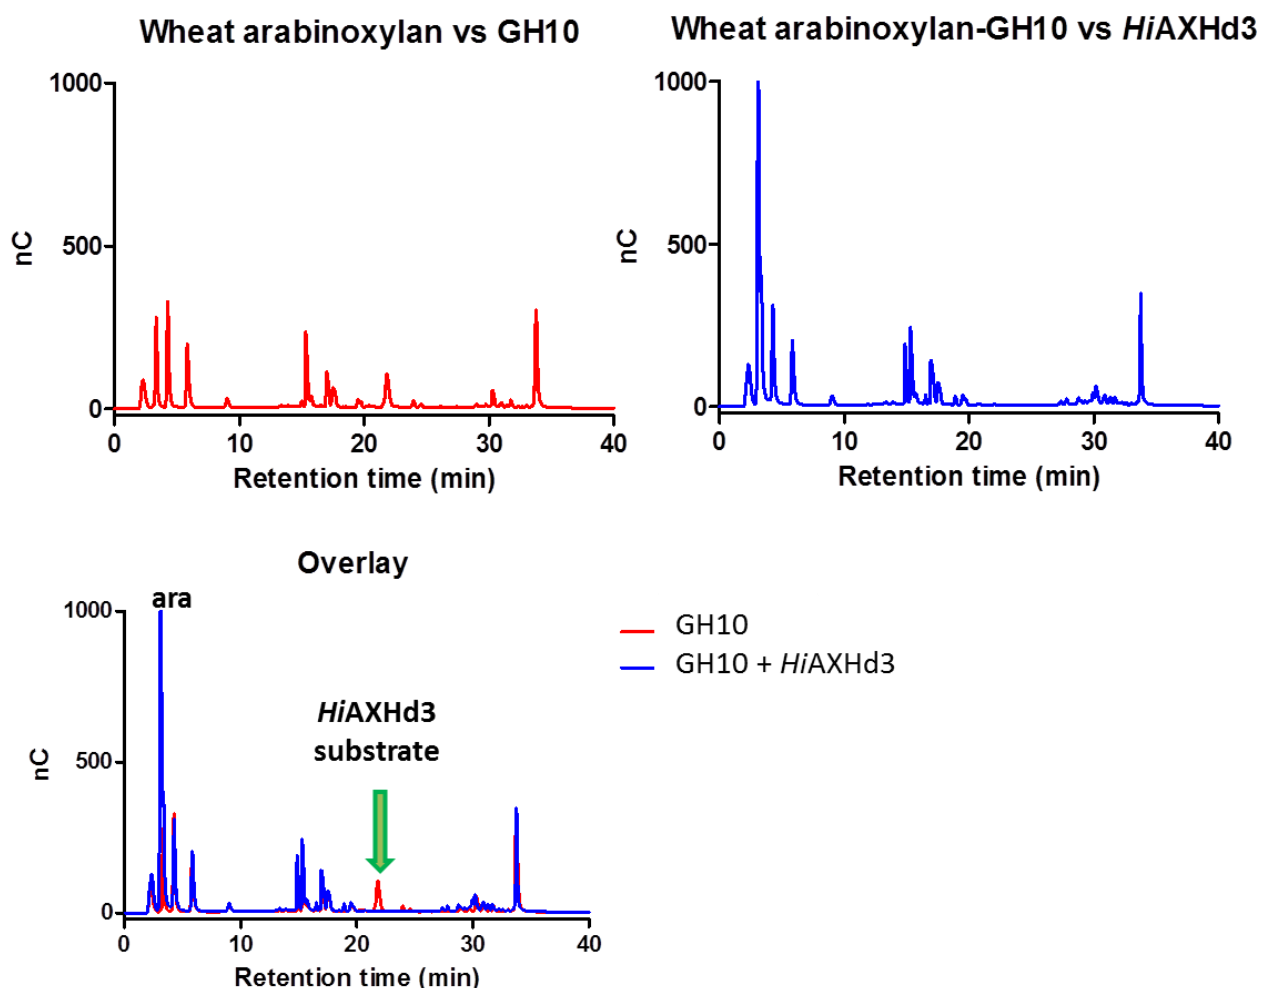 Wheat arabinoxylan vs GH10
1000
500
0
nC
0 10 20 30 40
Retention time (min)
Wheat arabinoxylan-GH10 vs HiAXHd3
1000
500
0
nC
0 10 20 30 40
Retention time (min)
Overlay
ara
1000
500
0
nC
HiAXHd3
substrate
0 10 20 30 40
Retention time (min)
GH10
GH10 + HiAXHd3